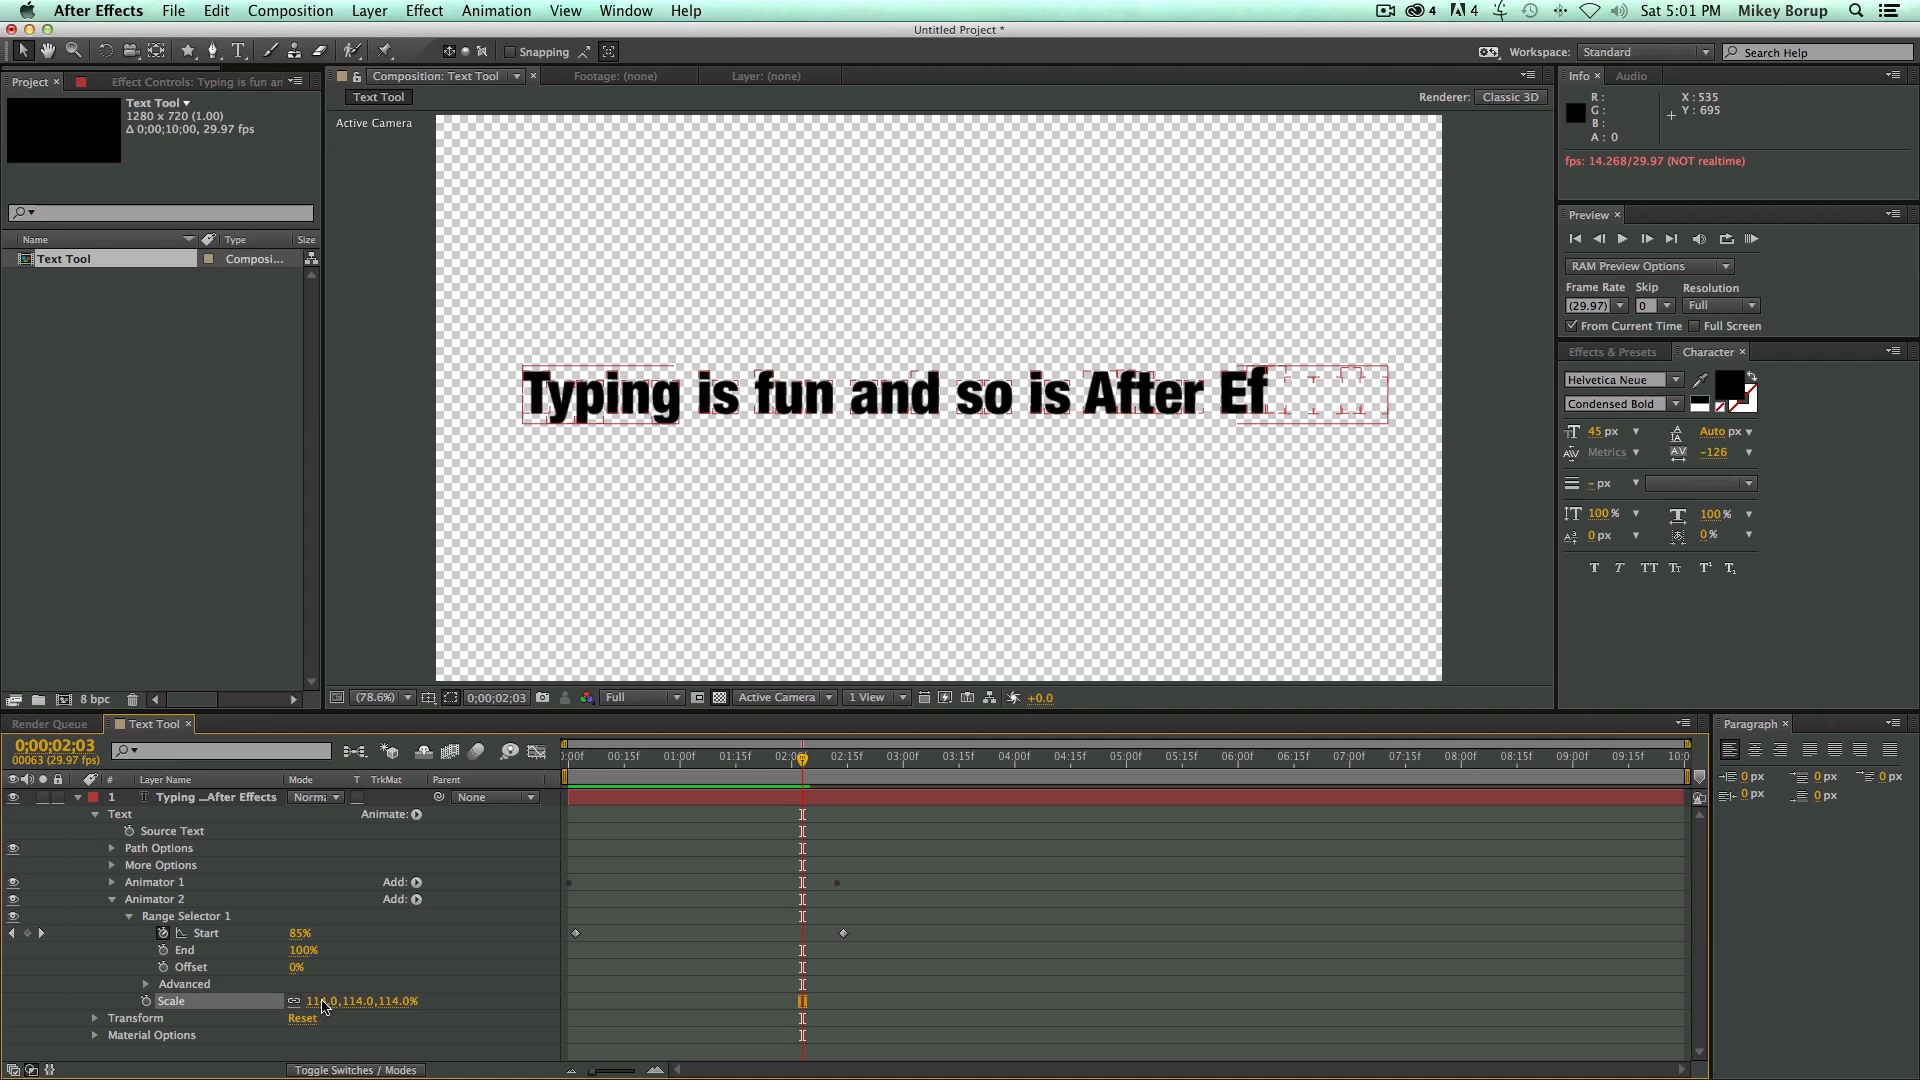 After Effects File Edit Composition Layer Effect Animation View Window Help 4 4 Sat 5:01 PM Mikey Borup
Untitled Project *
Snapping Workspace: Standard Search Help
Project × Effect Controls: Typing is fun an
Composition: Text Tool × Footage: (none) Layer: (none)
Info × Audio
Text Tool
1280 x 720 (1.00)
Δ 0;00;10;00, 29.97 fps
Text Tool
Renderer: Classic 3D
Active Camera
R :
G :
B :
A : 0
X : 535
Y : 695
fps: 14.268/29.97 (NOT realtime)
Name Type Size
Text Tool Composi...
Preview ×
RAM Preview Options
Frame Rate Skip Resolution
(29.97) 0 Full
From Current Time Full Screen
Effects & Presets Character ×
Helvetica Neue
Condensed Bold
45 px Auto px
Metrics -126
- px
100 % 100 %
0 px 0 %
T T TT Tt T¹ T₁
Typing is fun and so is After Ef
8 bpc
(78.6%) 0;00;02;03 Full Active Camera 1 View +0.0
Render Queue Text Tool ×
Paragraph ×
0;00;02;03
00063 (29.97 fps)
:00f 00:15f 01:00f 01:15f 02:00f 02:15f 03:00f 03:15f 04:00f 04:15f 05:00f 05:15f 06:00f 06:15f 07:00f 07:15f 08:00f 08:15f 09:00f 09:15f 10:0
0 px 0 px 0 px
0 px 0 px
# Layer Name Mode T TrkMat Parent
1 T Typing ...After Effects Norma None
Text Animate:
Source Text
Path Options
More Options
Animator 1 Add:
Animator 2 Add:
Range Selector 1
Start 85%
End 100%
Offset 0%
Advanced
Scale 114.0,114.0,114.0%
Transform Reset
Material Options
Toggle Switches / Modes